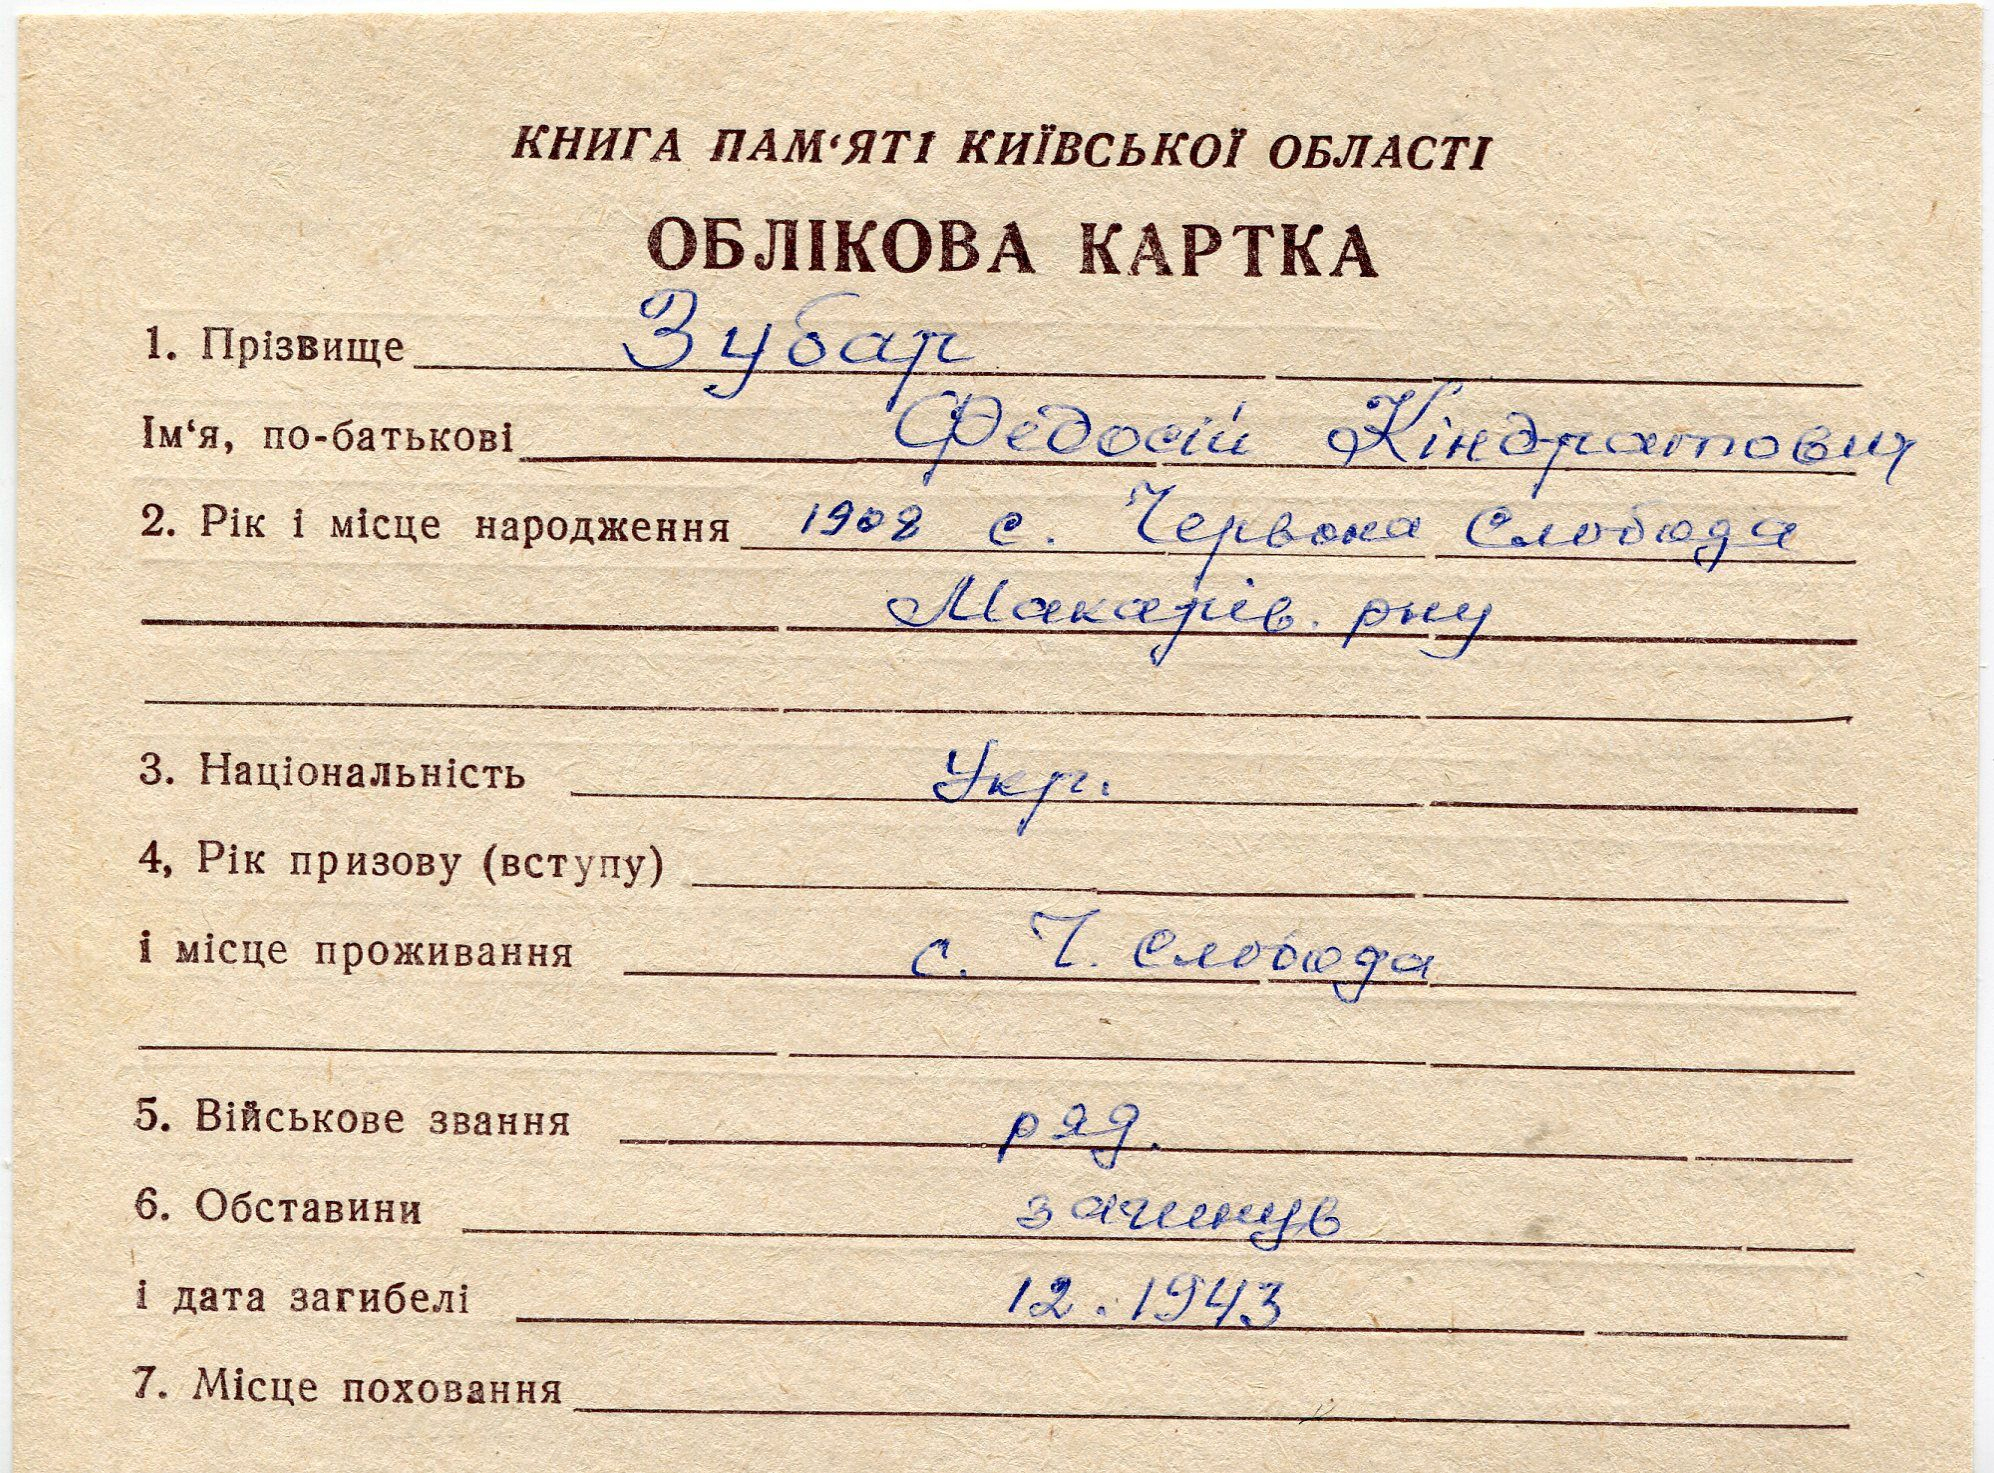 КНИГА ПАМ‘ЯТІ КИЇВСЬКОЇ ОБЛАСТІ
ОБЛІКОВА КАРТКА
1. Прізвище Зубар
Ім‘я, по-батькові Федосій Кіндратович
2. Рік і місце народження 1908 с. Червона Слобода
Макарів. рну
3. Національність Укр.
4, Рік призову (вступу)
і місце проживання с. Ч. Слобода
5. Військове звання ряд.
6. Обставини загинув
і дата загибелі 12.1943
7. Місце поховання